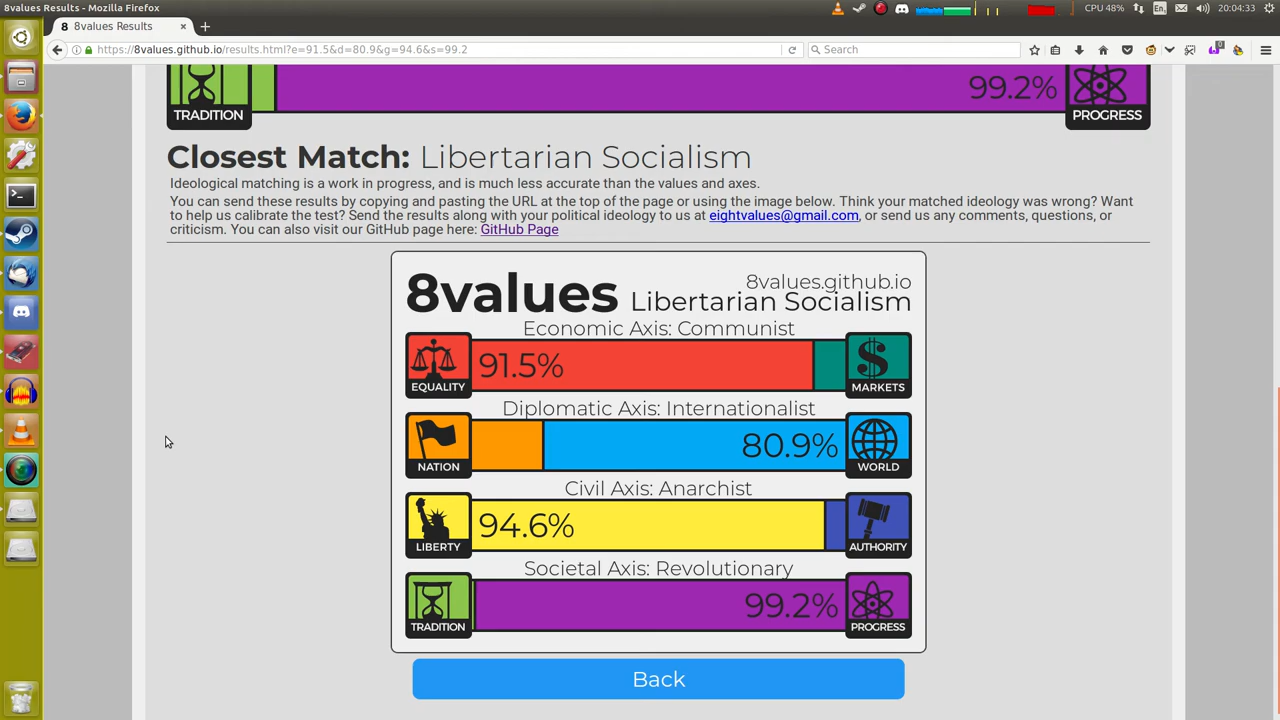 8values Results - Mozilla Firefox
CPU 48% En 20:04:33
8 8values Results × +
https://8values.github.io/results.html?e=91.5&d=80.9&g=94.6&s=99.2
Search
0
99.2%
TRADITION
PROGRESS
Closest Match: Libertarian Socialism
Ideological matching is a work in progress, and is much less accurate than the values and axes.
You can send these results by copying and pasting the URL at the top of the page or using the image below. Think your matched ideology was wrong? Want
to help us calibrate the test? Send the results along with your political ideology to us at eightvalues@gmail.com, or send us any comments, questions, or
criticism. You can also visit our GitHub page here: GitHub Page
8values
8values.github.io
Libertarian Socialism
Economic Axis: Communist
91.5%
EQUALITY
MARKETS
Diplomatic Axis: Internationalist
80.9%
NATION
WORLD
Civil Axis: Anarchist
94.6%
LIBERTY
AUTHORITY
Societal Axis: Revolutionary
99.2%
TRADITION
PROGRESS
Back